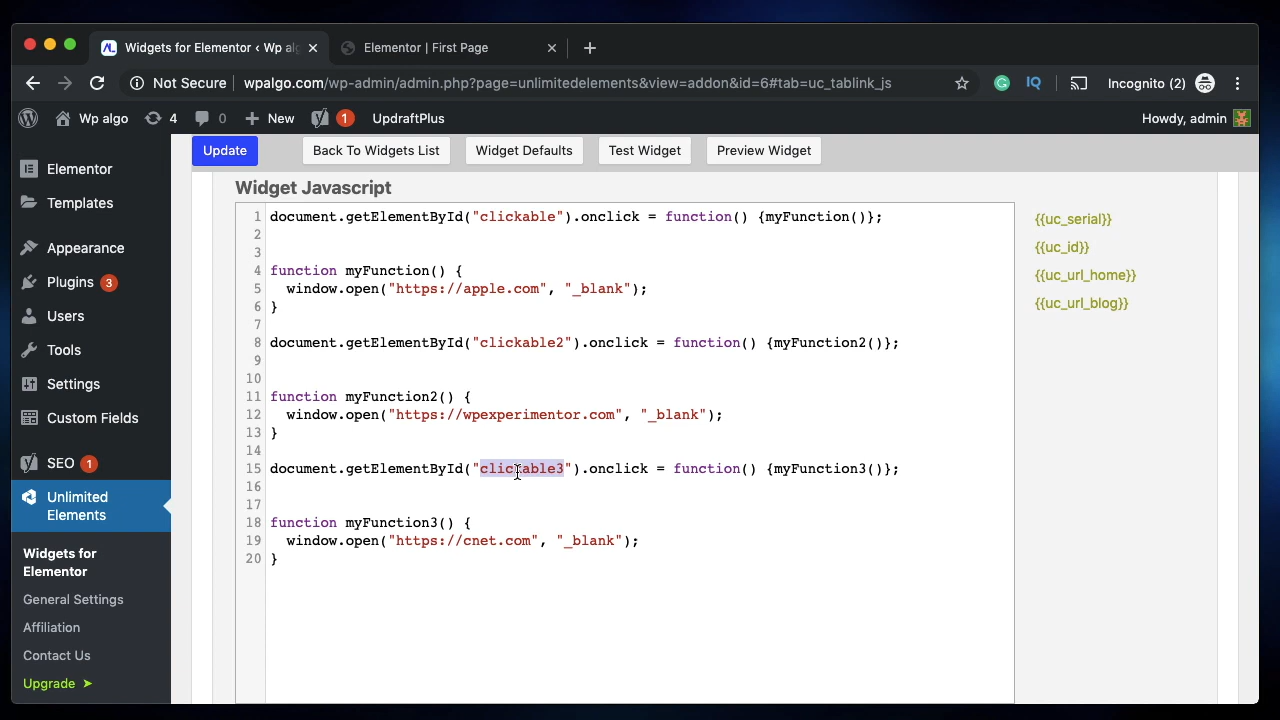 Widgets for Elementor ‹ Wp alg
Elementor | First Page
Not Secure
wpalgo.com/wp-admin/admin.php?page=unlimitedelements&view=addon&id=6#tab=uc_tablink_js
IQ
Incognito (2)
Wp algo
4
0
New
1
UpdraftPlus
Howdy, admin
Elementor
Templates
Appearance
Plugins 3
Users
Tools
Settings
Custom Fields
SEO 1
Unlimited
Elements
Widgets for
Elementor
General Settings
Affiliation
Contact Us
Upgrade ➤
Update
Back To Widgets List
Widget Defaults
Test Widget
Preview Widget
Widget Javascript
1 document.getElementById("clickable").onclick = function() {myFunction()};
2
3
4 function myFunction() {
5 window.open("https://apple.com", "_blank");
6 }
7
8 document.getElementById("clickable2").onclick = function() {myFunction2()};
9
10
11 function myFunction2() {
12 window.open("https://wpexperimentor.com", "_blank");
13 }
14
15 document.getElementById("clickable3").onclick = function() {myFunction3()};
16
17
18 function myFunction3() {
19 window.open("https://cnet.com", "_blank");
20 }
{{uc_serial}}
{{uc_id}}
{{uc_url_home}}
{{uc_url_blog}}